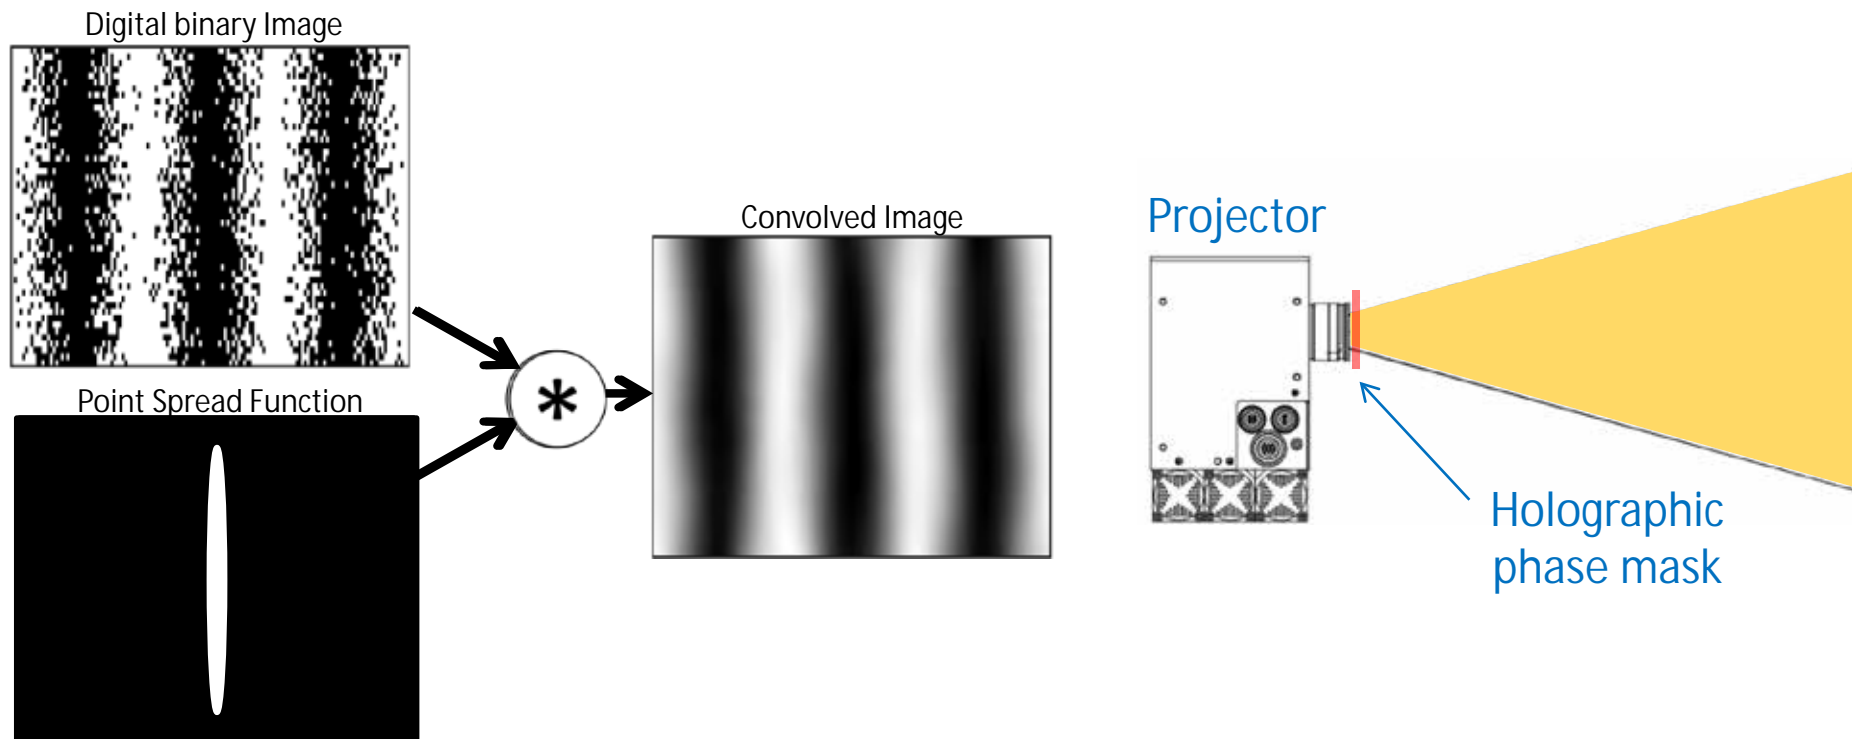 Digital binary Image
Point Spread Function
*
Convolved Image
Projector
Holographic
phase mask